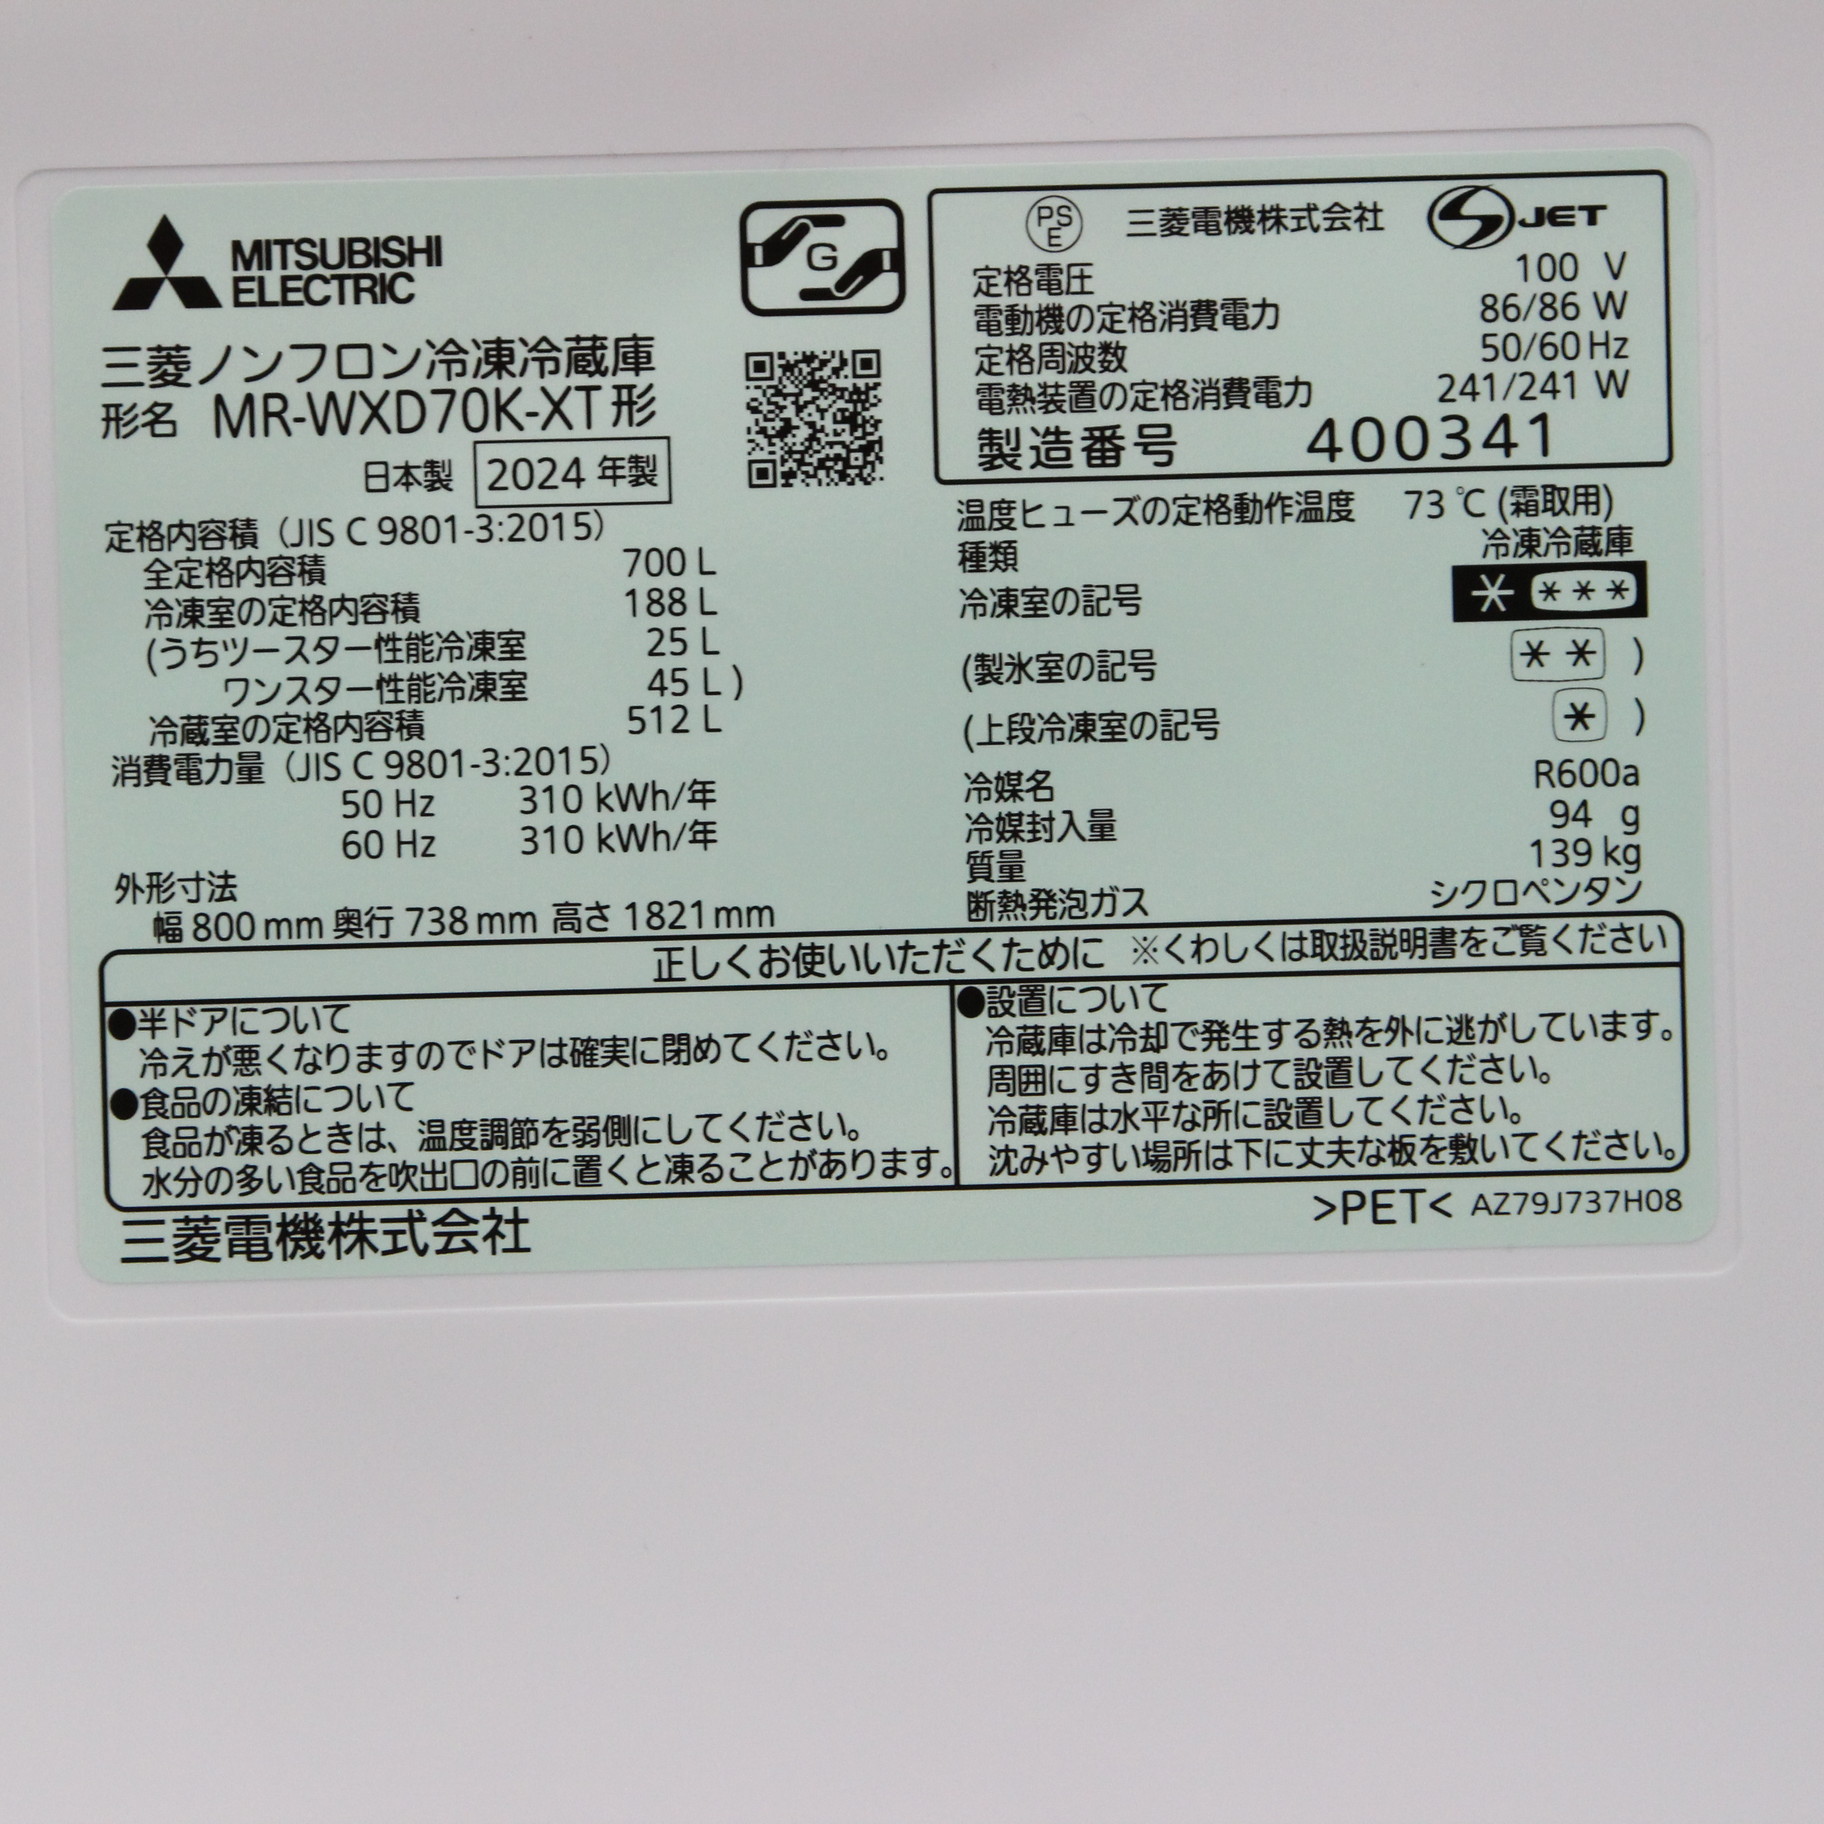 MITSUBISHI
ELECTRIC
G
三菱ノンフロン冷凍冷蔵庫
形名 MR-WXD70K-XT形
日本製 2024 年製
定格内容積（JIS C 9801-3:2015）
全定格内容積 700 L
冷凍室の定格内容積 188 L
(うちツースター性能冷凍室 25 L
ワンスター性能冷凍室 45 L )
冷蔵室の定格内容積 512 L
消費電力量（JIS C 9801-3:2015）
50 Hz 310 kWh/年
60 Hz 310 kWh/年
外形寸法
幅 800 mm 奥行 738 mm 高さ 1821 mm
PS
E
三菱電機株式会社 JET
定格電圧 100 V
電動機の定格消費電力 86/86 W
定格周波数 50/60 Hz
電熱装置の定格消費電力 241/241 W
製造番号 400341
温度ヒューズの定格動作温度 73 ℃ (霜取用)
種類 冷凍冷蔵庫
冷凍室の記号 * ***
(製氷室の記号 ** )
(上段冷凍室の記号 * )
冷媒名 R600a
冷媒封入量 94 g
質量 139 kg
断熱発泡ガス シクロペンタン
正しくお使いいただくために ※くわしくは取扱説明書をご覧ください
●半ドアについて
冷えが悪くなりますのでドアは確実に閉めてください。
●食品の凍結について
食品が凍るときは、温度調節を弱側にしてください。
水分の多い食品を吹出口の前に置くと凍ることがあります。
●設置について
冷蔵庫は冷却で発生する熱を外に逃がしています。
周囲にすき間をあけて設置してください。
冷蔵庫は水平な所に設置してください。
沈みやすい場所は下に丈夫な板を敷いてください。
三菱電機株式会社
>PET< AZ79J737H08